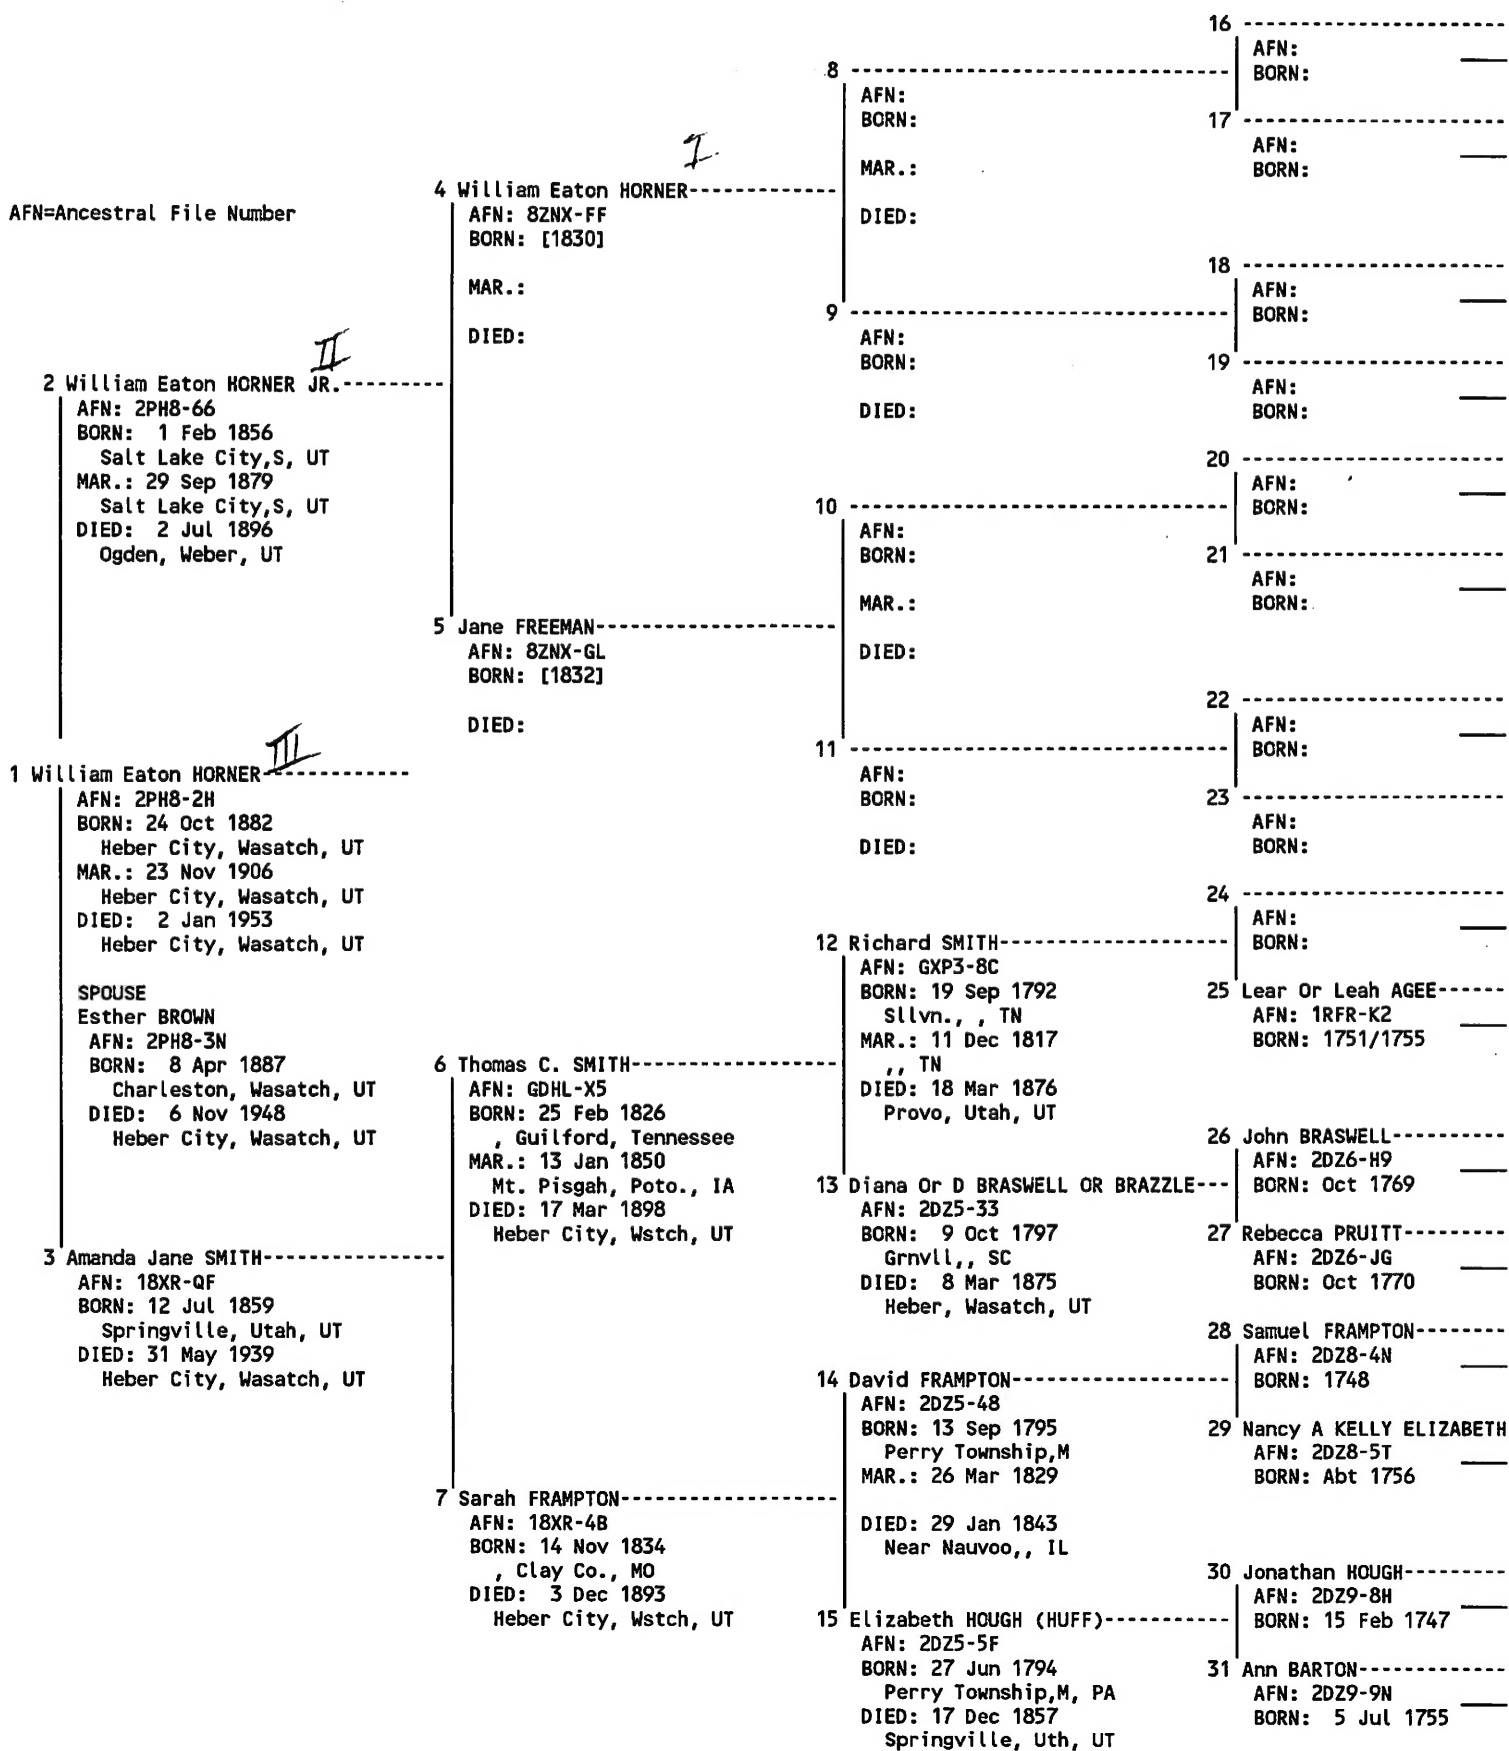 AFN=Ancestral File Number
1 William Eaton HORNER
III
AFN: 2PH8-2H
BORN: 24 Oct 1882
Heber City, Wasatch, UT
MAR.: 23 Nov 1906
Heber City, Wasatch, UT
DIED: 2 Jan 1953
Heber City, Wasatch, UT
SPOUSE
Esther BROWN
AFN: 2PH8-3N
BORN: 8 Apr 1887
Charleston, Wasatch, UT
DIED: 6 Nov 1948
Heber City, Wasatch, UT
2 William Eaton HORNER JR.
II
AFN: 2PH8-66
BORN: 1 Feb 1856
Salt Lake City,S, UT
MAR.: 29 Sep 1879
Salt Lake City,S, UT
DIED: 2 Jul 1896
Ogden, Weber, UT
3 Amanda Jane SMITH
AFN: 18XR-QF
BORN: 12 Jul 1859
Springville, Utah, UT
DIED: 31 May 1939
Heber City, Wasatch, UT
4 William Eaton HORNER
I.
AFN: 8ZNX-FF
BORN: [1830]
MAR.:
DIED:
5 Jane FREEMAN
AFN: 8ZNX-GL
BORN: [1832]
DIED:
6 Thomas C. SMITH
AFN: GDHL-X5
BORN: 25 Feb 1826
, Guilford, Tennessee
MAR.: 13 Jan 1850
Mt. Pisgah, Poto., IA
DIED: 17 Mar 1898
Heber City, Wstch, UT
7 Sarah FRAMPTON
AFN: 18XR-4B
BORN: 14 Nov 1834
, Clay Co., MO
DIED: 3 Dec 1893
Heber City, Wstch, UT
8
AFN:
BORN:
MAR.:
DIED:
9
AFN:
BORN:
DIED:
10
AFN:
BORN:
MAR.:
DIED:
11
AFN:
BORN:
DIED:
12 Richard SMITH
AFN: GXP3-8C
BORN: 19 Sep 1792
Sllvn., , TN
MAR.: 11 Dec 1817
,, TN
DIED: 18 Mar 1876
Provo, Utah, UT
13 Diana Or D BRASWELL OR BRAZZLE
AFN: 2DZ5-33
BORN: 9 Oct 1797
Grnvll,, SC
DIED: 8 Mar 1875
Heber, Wasatch, UT
14 David FRAMPTON
AFN: 2DZ5-48
BORN: 13 Sep 1795
Perry Township,M
MAR.: 26 Mar 1829
DIED: 29 Jan 1843
Near Nauvoo,, IL
15 Elizabeth HOUGH (HUFF)
AFN: 2DZ5-5F
BORN: 27 Jun 1794
Perry Township,M, PA
DIED: 17 Dec 1857
Springville, Uth, UT
16
AFN:
BORN:
17
AFN:
BORN:
18
AFN:
BORN:
19
AFN:
BORN:
20
AFN:
BORN:
21
AFN:
BORN:
22
AFN:
BORN:
23
AFN:
BORN:
24
AFN:
BORN:
25 Lear Or Leah AGEE
AFN: 1RFR-K2
BORN: 1751/1755
26 John BRASWELL
AFN: 2DZ6-H9
BORN: Oct 1769
27 Rebecca PRUITT
AFN: 2DZ6-JG
BORN: Oct 1770
28 Samuel FRAMPTON
AFN: 2DZ8-4N
BORN: 1748
29 Nancy A KELLY ELIZABETH
AFN: 2DZ8-5T
BORN: Abt 1756
30 Jonathan HOUGH
AFN: 2DZ9-8H
BORN: 15 Feb 1747
31 Ann BARTON
AFN: 2DZ9-9N
BORN: 5 Jul 1755